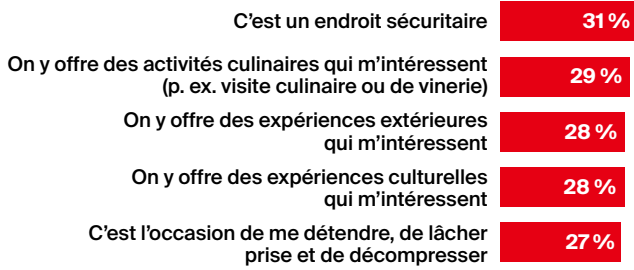 C'est un endroit sécuritaire 31 %
On y offre des activités culinaires qui m'intéressent
(p. ex. visite culinaire ou de vinerie) 29 %
On y offre des expériences extérieures
qui m'intéressent 28 %
On y offre des expériences culturelles
qui m'intéressent 28 %
C'est l'occasion de me détendre, de lâcher
prise et de décompresser 27 %